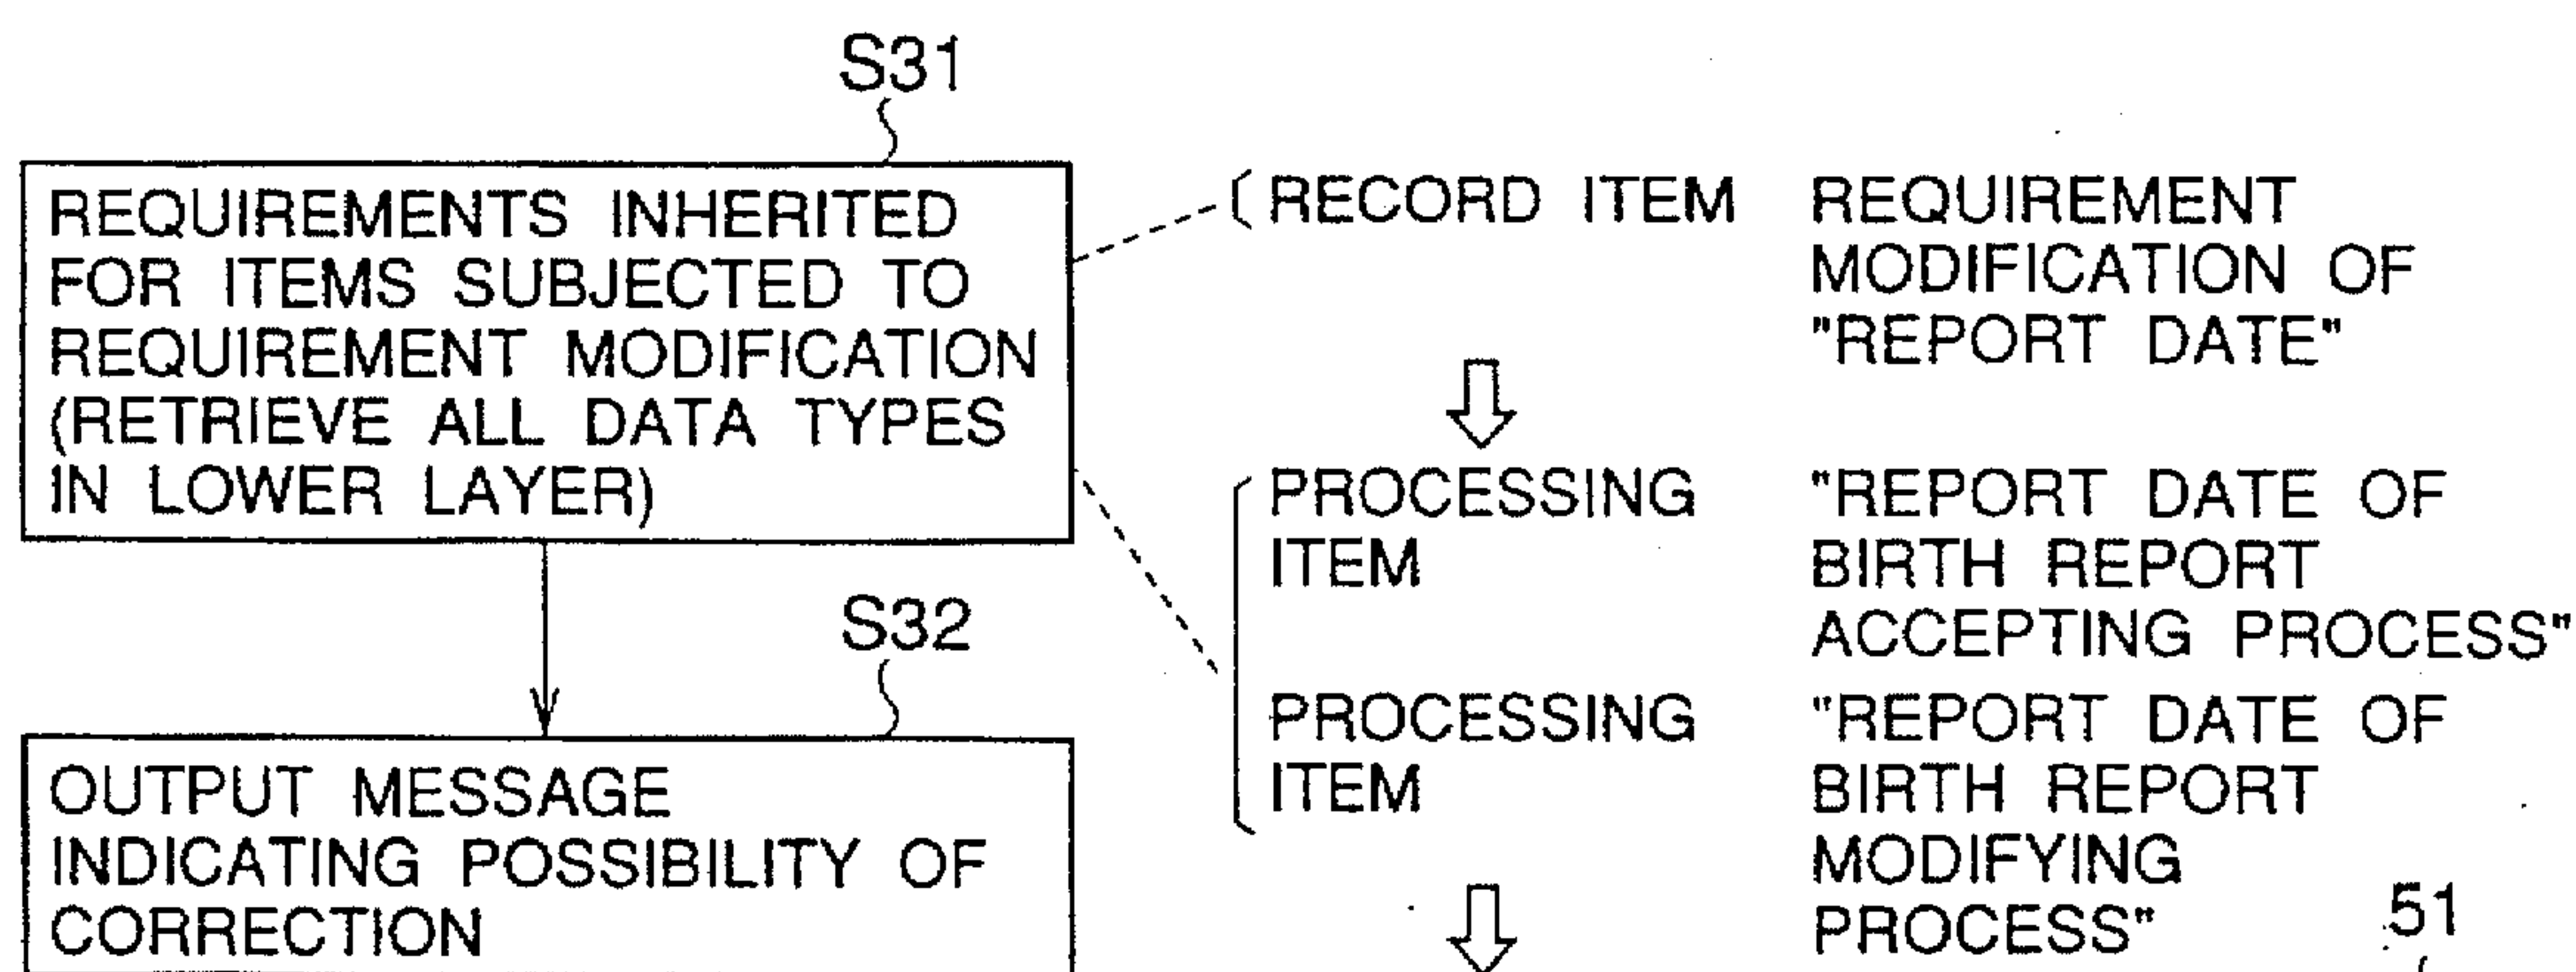 S31
REQUIREMENTS INHERITED
FOR ITEMS SUBJECTED TO
REQUIREMENT MODIFICATION
(RETRIEVE ALL DATA TYPES
IN LOWER LAYER)
S32
OUTPUT MESSAGE
INDICATING POSSIBILITY OF
CORRECTION
RECORD ITEM
REQUIREMENT
MODIFICATION OF
"REPORT DATE"
PROCESSING
ITEM
"REPORT DATE OF
BIRTH REPORT
ACCEPTING PROCESS"
PROCESSING
ITEM
"REPORT DATE OF
BIRTH REPORT
MODIFYING
PROCESS"
51